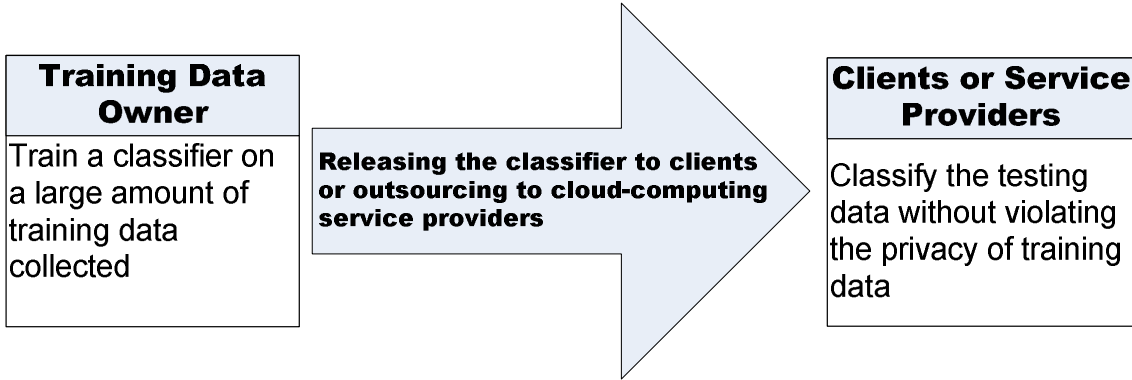 Training Data
Owner
Train a classifier on
a large amount of
training data
collected
Releasing the classifier to clients
or outsourcing to cloud-computing
service providers
Clients or Service
Providers
Classify the testing
data without violating
the privacy of training
data